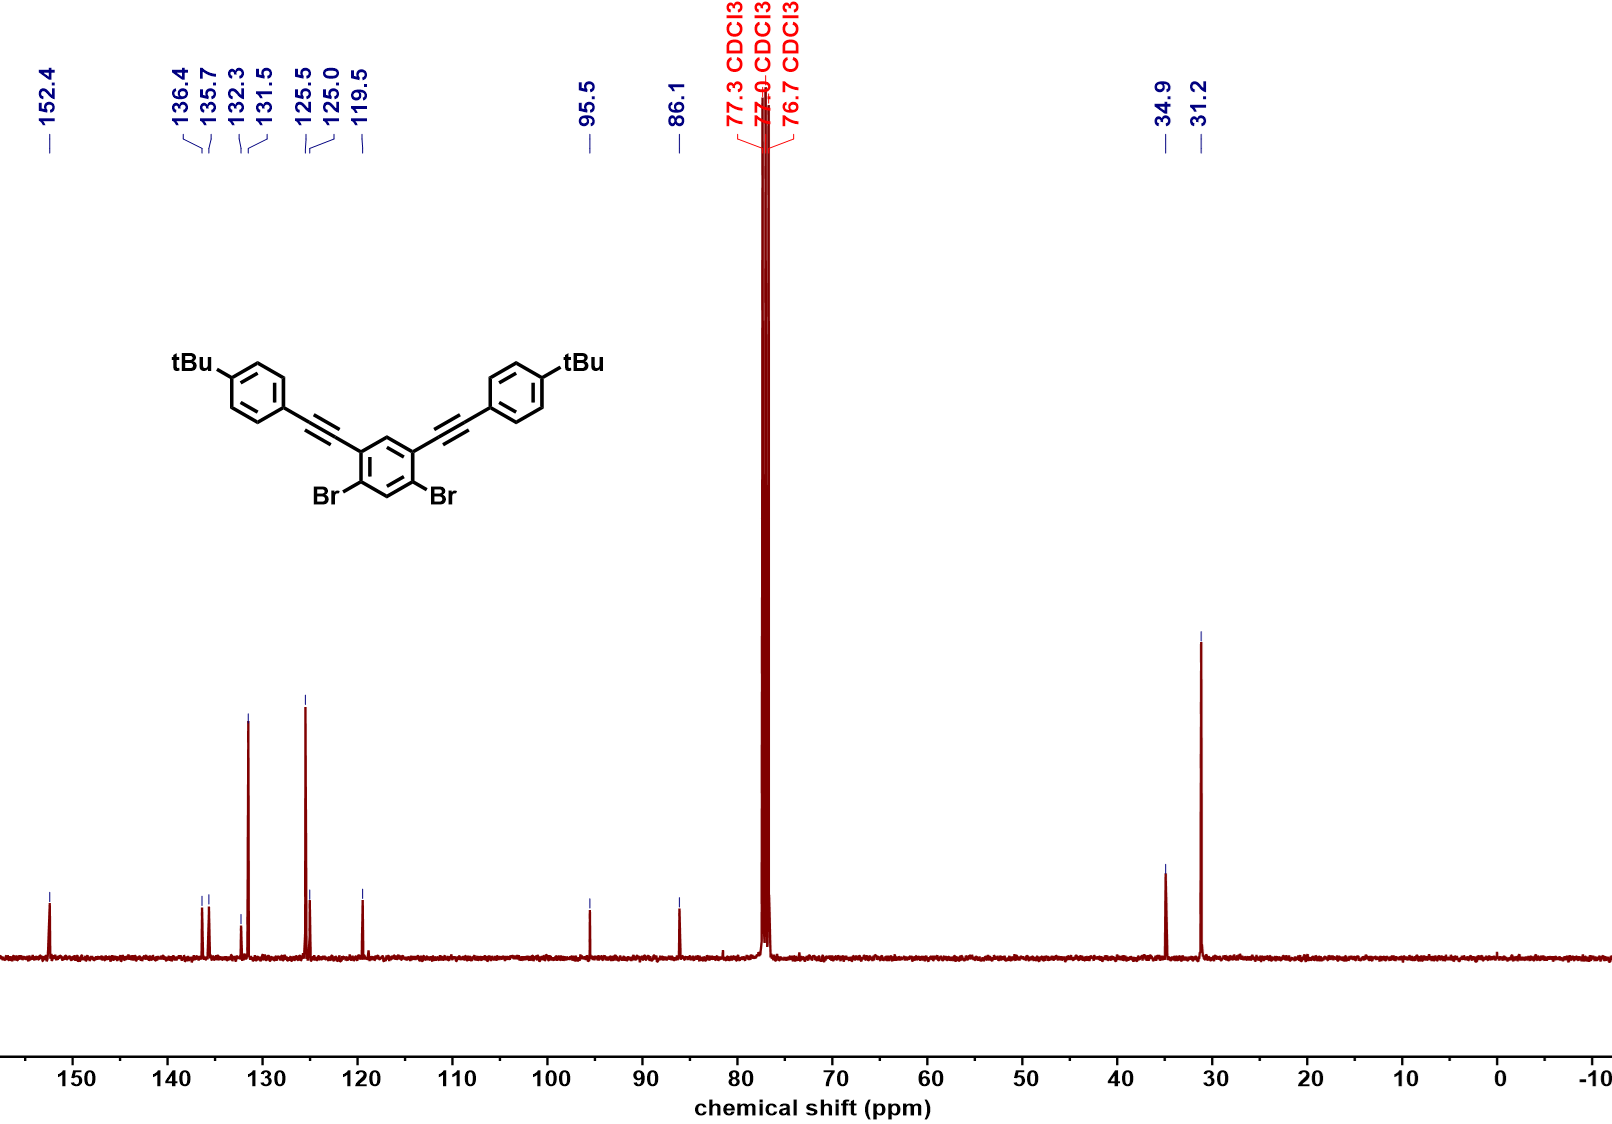 152.4
136.4
135.7
132.3
131.5
125.5
125.0
119.5
95.5
86.1
77.3 CDCl3
77.0 CDCl3
76.7 CDCl3
34.9
31.2
tBu
tBu
Br
Br
150 140 130 120 110 100 90 80 70 60 50 40 30 20 10 0 -10
chemical shift (ppm)